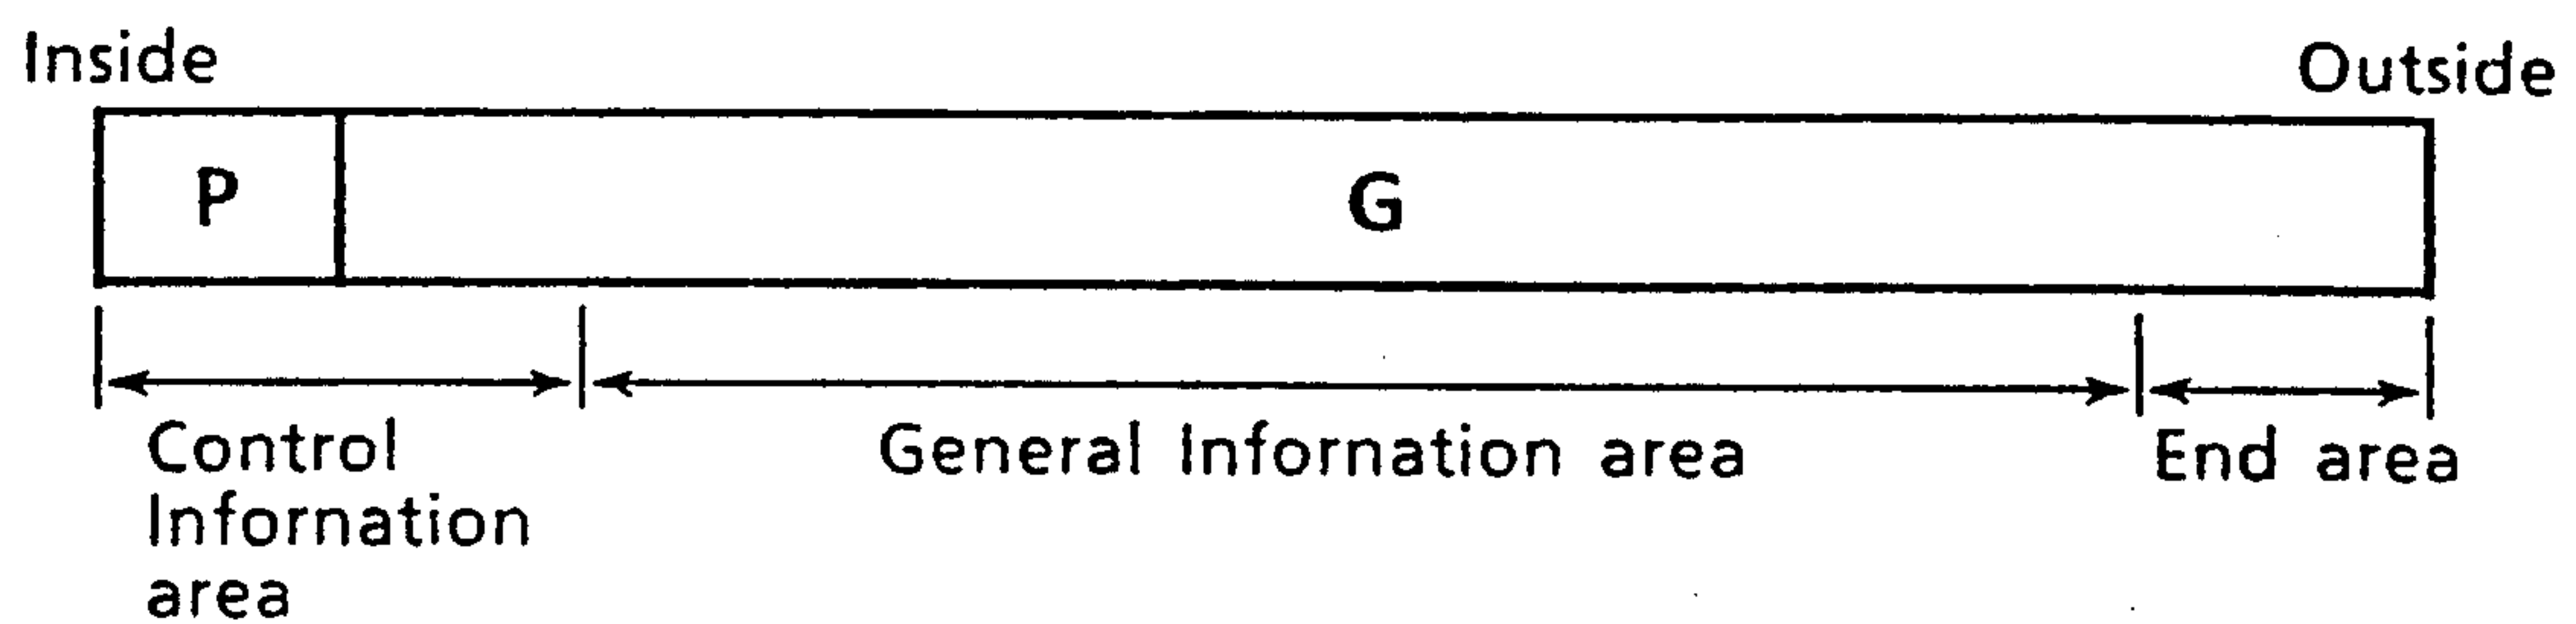 Inside
Outside
P
G
Control
Infornation
area
General Infornation area
End area